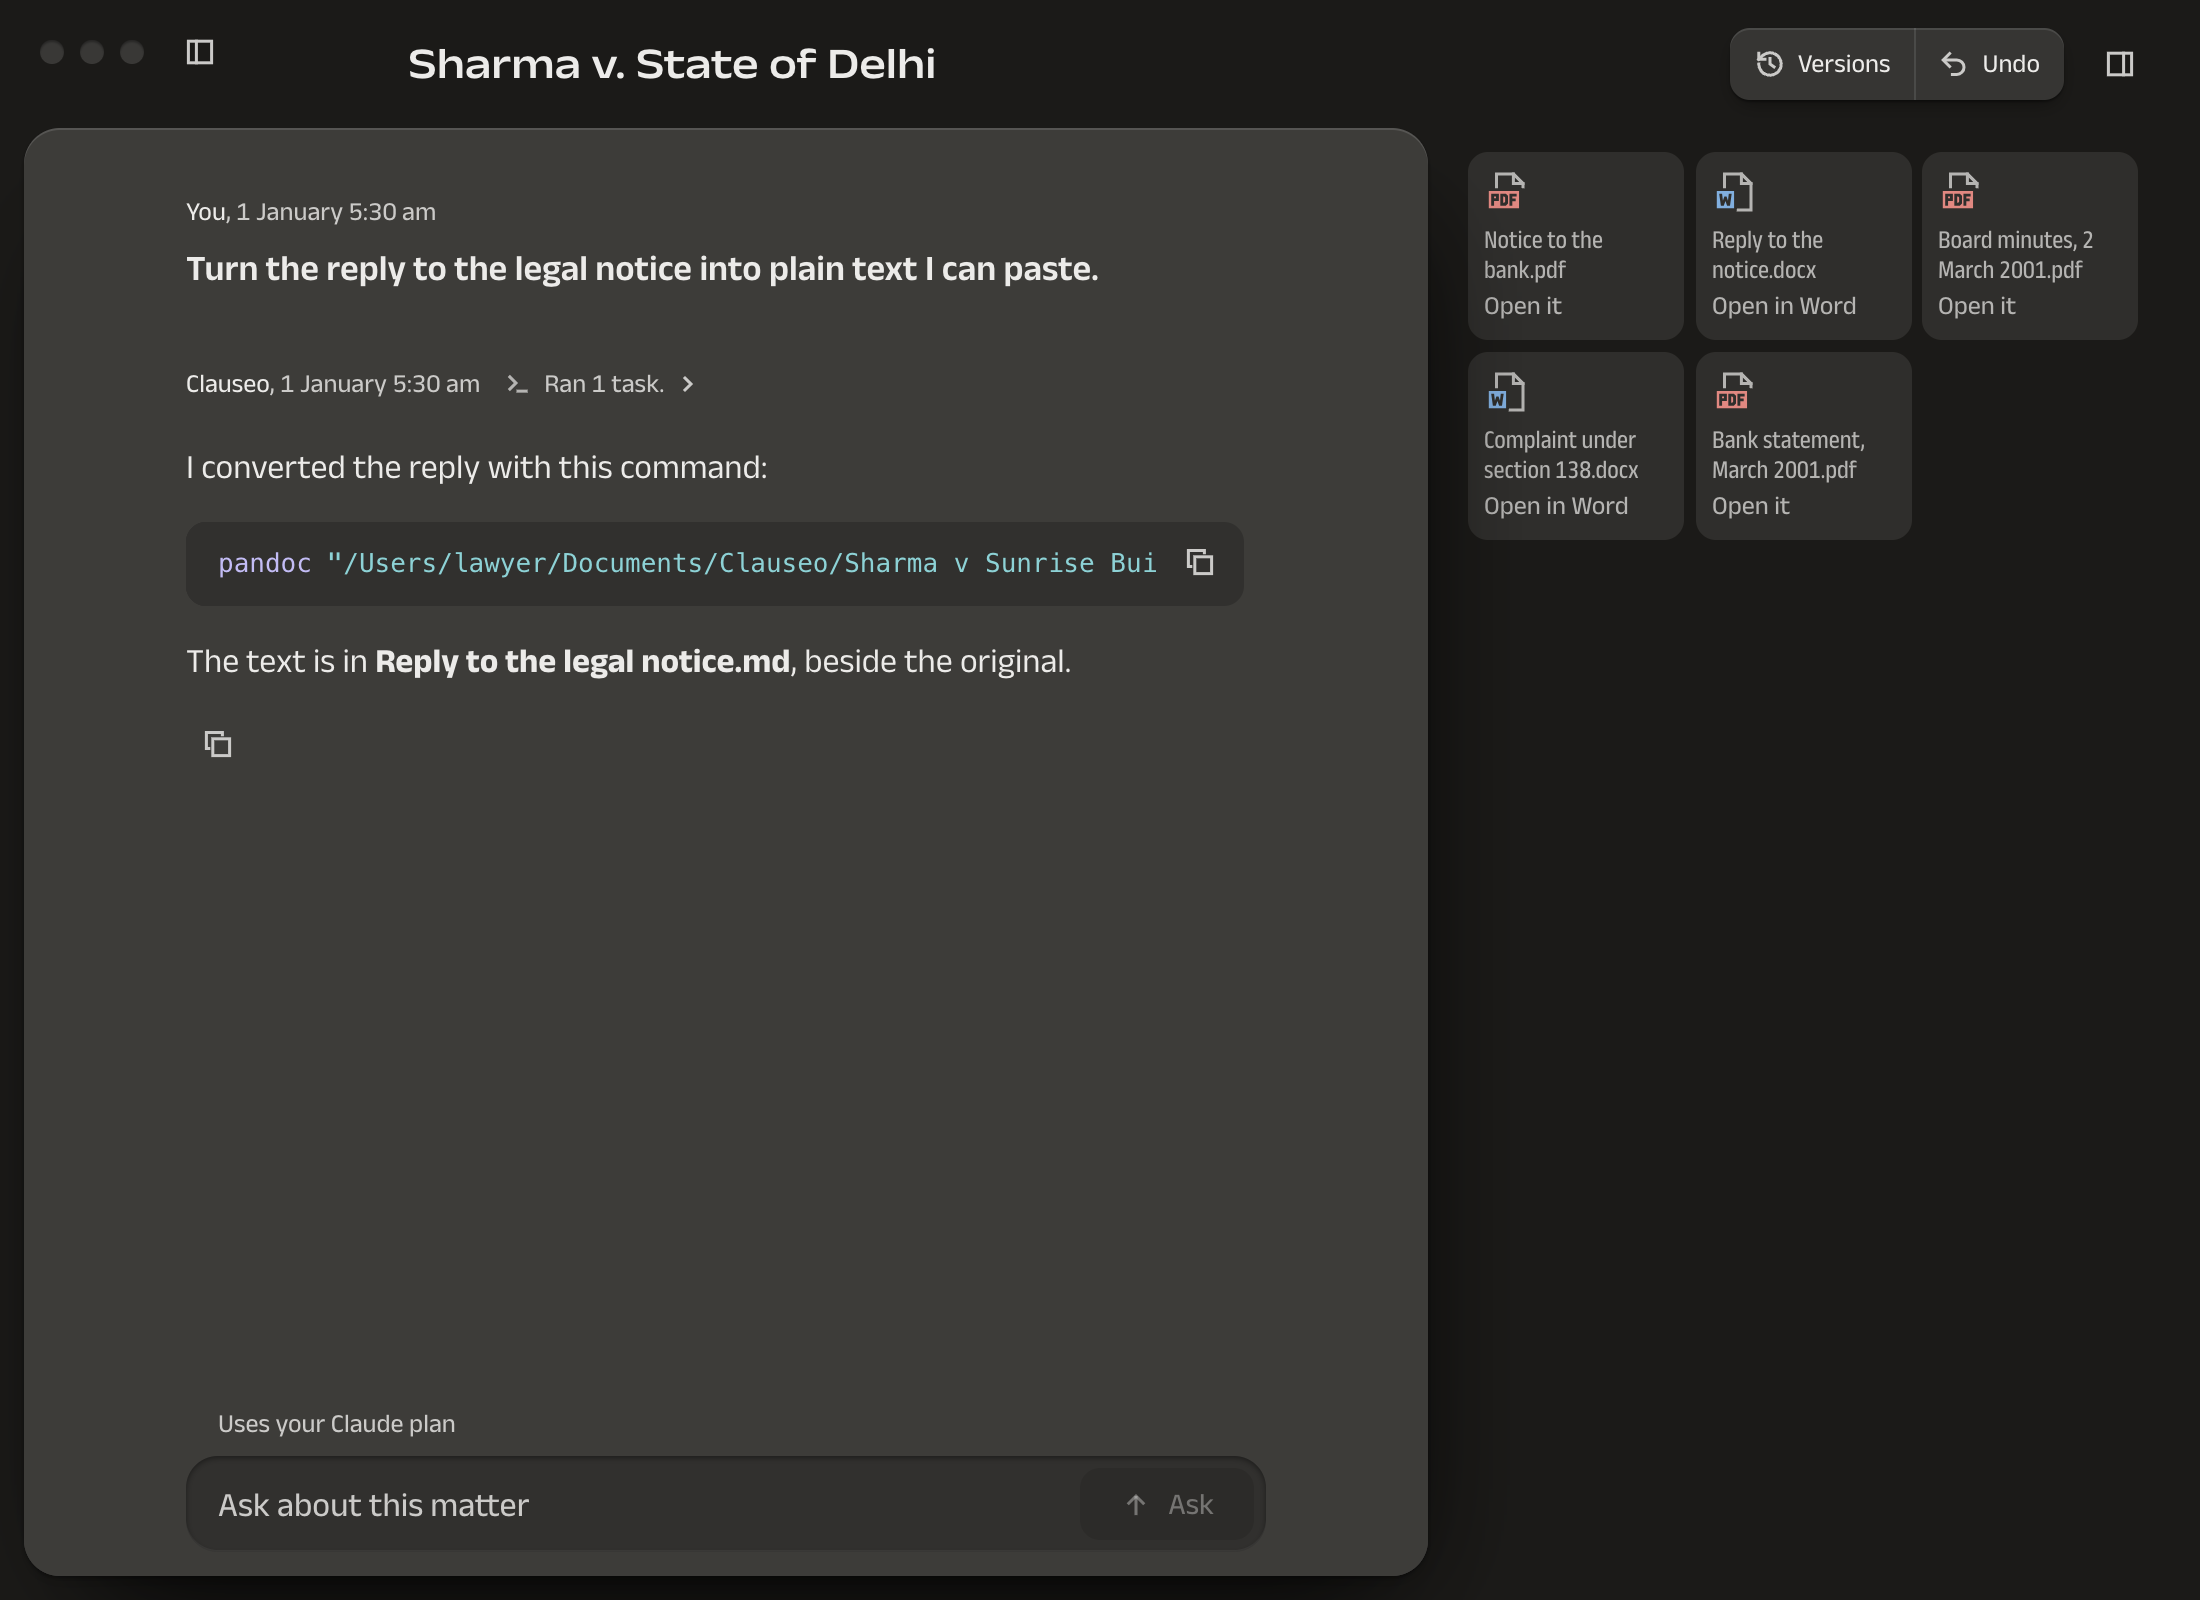 Sharma v. State of Delhi
Versions
Undo
You, 1 January 5:30 am
Turn the reply to the legal notice into plain text I can paste.
Clauseo, 1 January 5:30 am
Ran 1 task.
I converted the reply with this command:
pandoc "/Users/lawyer/Documents/Clauseo/Sharma v Sunrise Bui
The text is in Reply to the legal notice.md, beside the original.
Uses your Claude plan
Ask about this matter
Ask
PDF
Notice to the
bank.pdf
Open it
W
Reply to the
notice.docx
Open in Word
PDF
Board minutes, 2
March 2001.pdf
Open it
W
Complaint under
section 138.docx
Open in Word
PDF
Bank statement,
March 2001.pdf
Open it